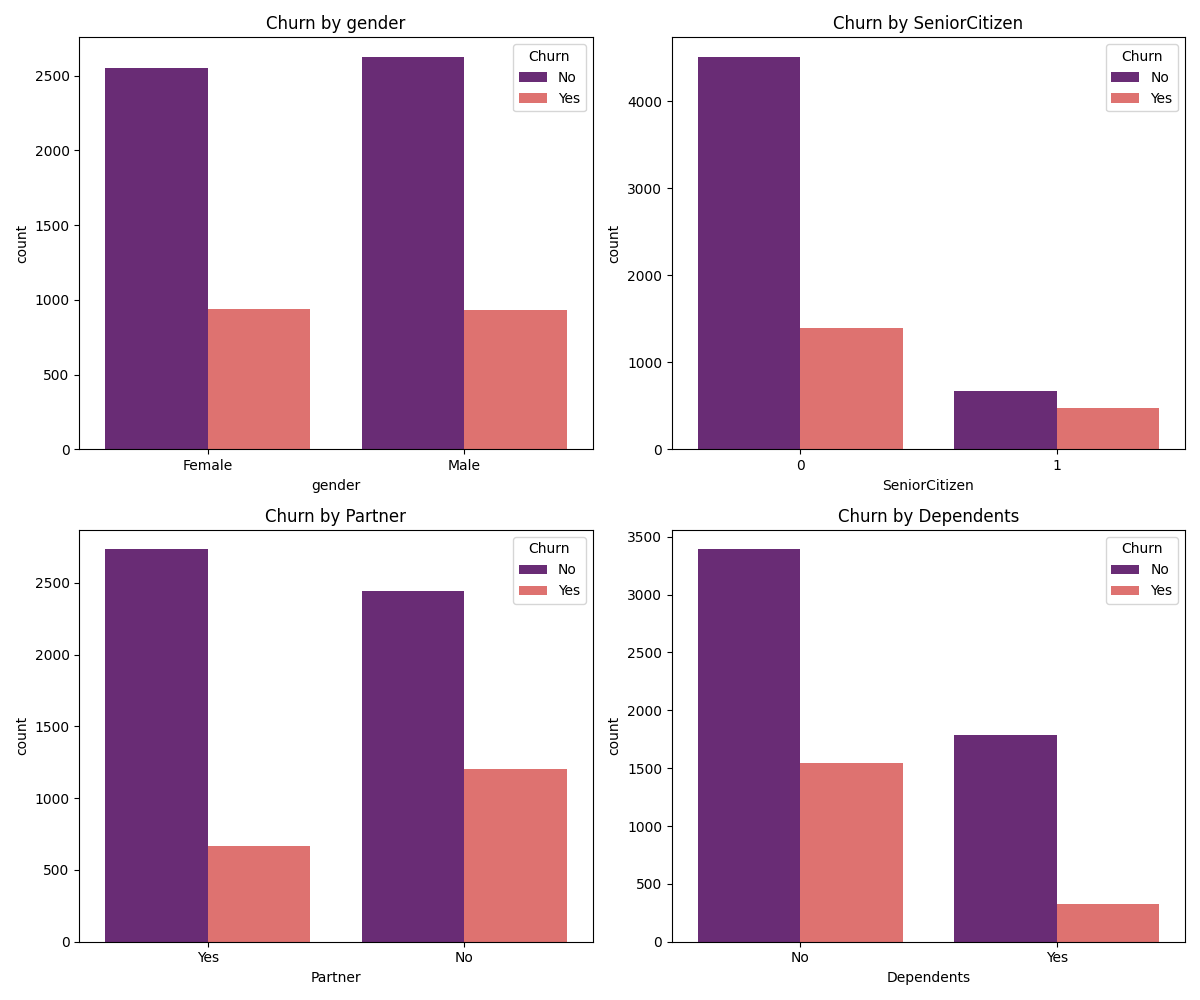 Churn by gender
Churn
No
Yes
2500
2000
1500
1000
500
0
count
Female
Male
gender
Churn by SeniorCitizen
Churn
No
Yes
4000
3000
2000
1000
0
count
0
1
SeniorCitizen
Churn by Partner
Churn
No
Yes
2500
2000
1500
1000
500
0
count
Yes
No
Partner
Churn by Dependents
Churn
No
Yes
3500
3000
2500
2000
1500
1000
500
0
count
No
Yes
Dependents